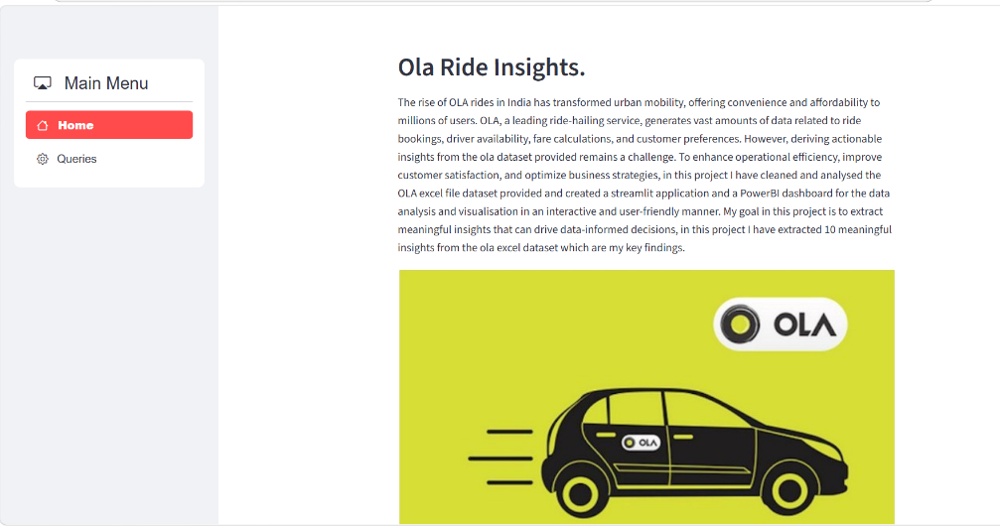 Main Menu
Home
Queries
Ola Ride Insights.
The rise of OLA rides in India has transformed urban mobility, offering convenience and affordability to
millions of users. OLA, a leading ride-hailing service, generates vast amounts of data related to ride
bookings, driver availability, fare calculations, and customer preferences. However, deriving actionable
insights from the ola dataset provided remains a challenge. To enhance operational efficiency, improve
customer satisfaction, and optimize business strategies, in this project I have cleaned and analysed the
OLA excel file dataset provided and created a streamlit application and a PowerBI dashboard for the data
analysis and visualisation in an interactive and user-friendly manner. My goal in this project is to extract
meaningful insights that can drive data-informed decisions, in this project I have extracted 10 meaningful
insights from the ola excel dataset which are my key findings.
OLA
OLA